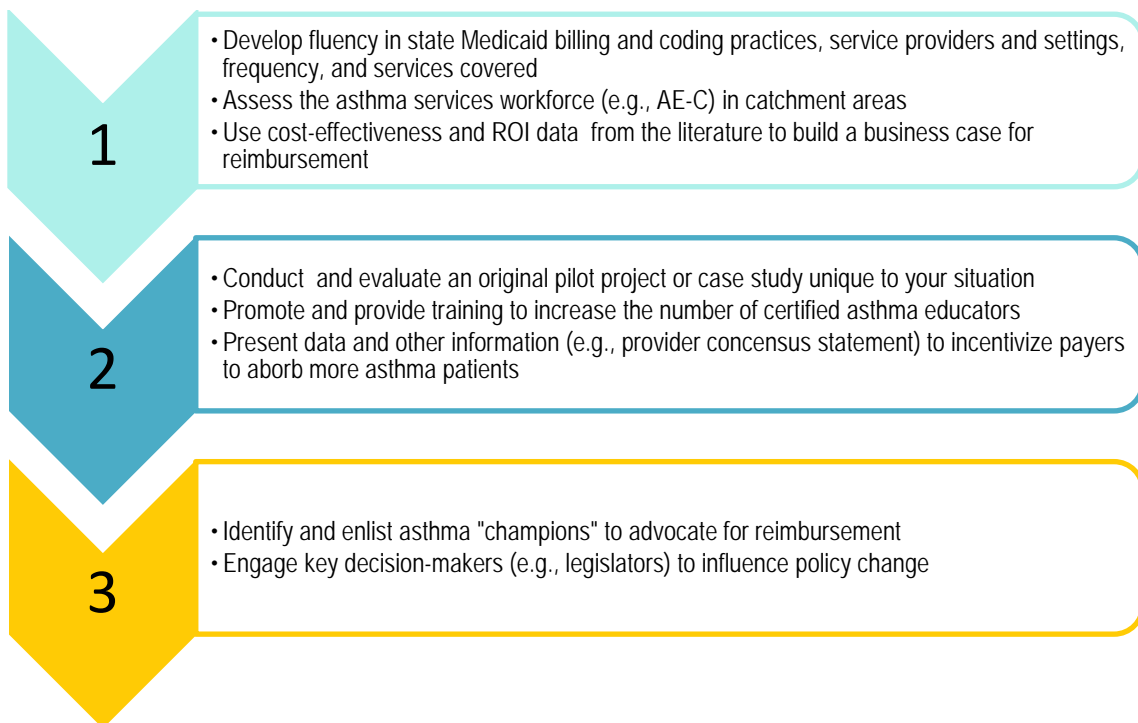 1
• Develop fluency in state Medicaid billing and coding practices, service providers and settings,
frequency, and services covered
• Assess the asthma services workforce (e.g., AE-C) in catchment areas
• Use cost-effectiveness and ROI data from the literature to build a business case for
reimbursement
2
• Conduct and evaluate an original pilot project or case study unique to your situation
• Promote and provide training to increase the number of certified asthma educators
• Present data and other information (e.g., provider concensus statement) to incentivize payers
to aborb more asthma patients
3
• Identify and enlist asthma "champions" to advocate for reimbursement
• Engage key decision-makers (e.g., legislators) to influence policy change